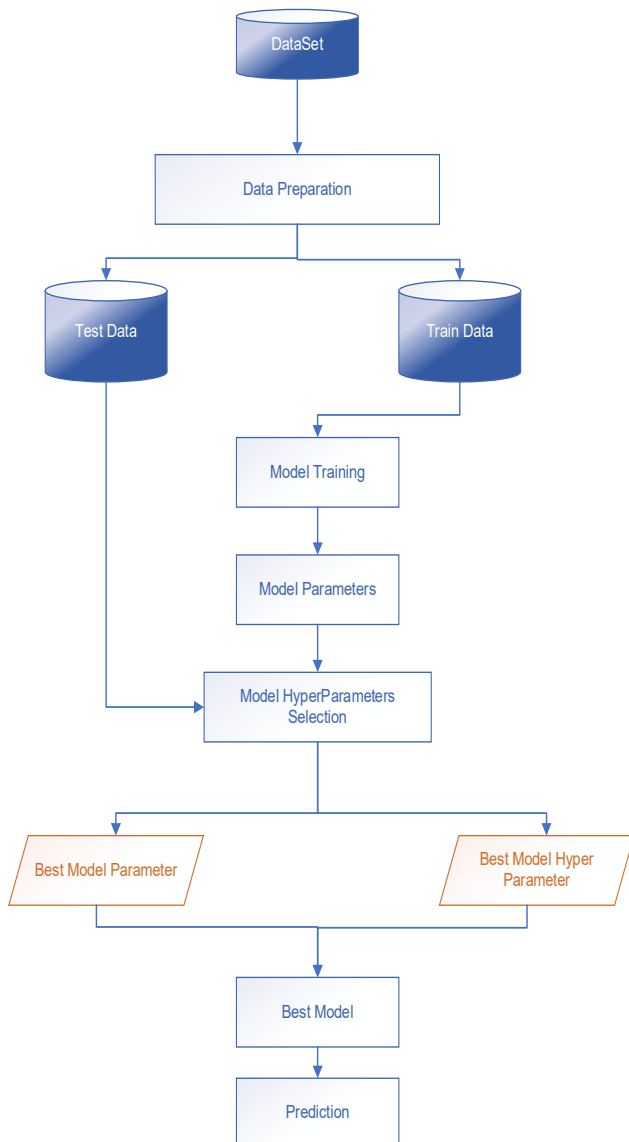 DataSet
Data Preparation
Test Data
Train Data
Model Training
Model Parameters
Model HyperParameters
Selection
Best Model Parameter
Best Model Hyper
Parameter
Best Model
Prediction